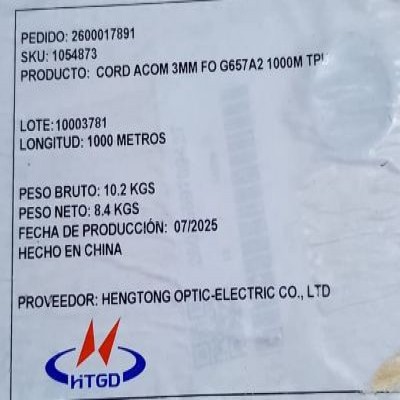 PEDIDO: 2600017891
SKU: 1054873
PRODUCTO: CORD ACOM 3MM FO G657A2 1000M TPU
LOTE: 10003781
LONGITUD: 1000 METROS
PESO BRUTO: 10.2 KGS
PESO NETO: 8.4 KGS
FECHA DE PRODUCCIÓN: 07/2025
HECHO EN CHINA
PROVEEDOR: HENGTONG OPTIC-ELECTRIC CO., LTD
HTGD